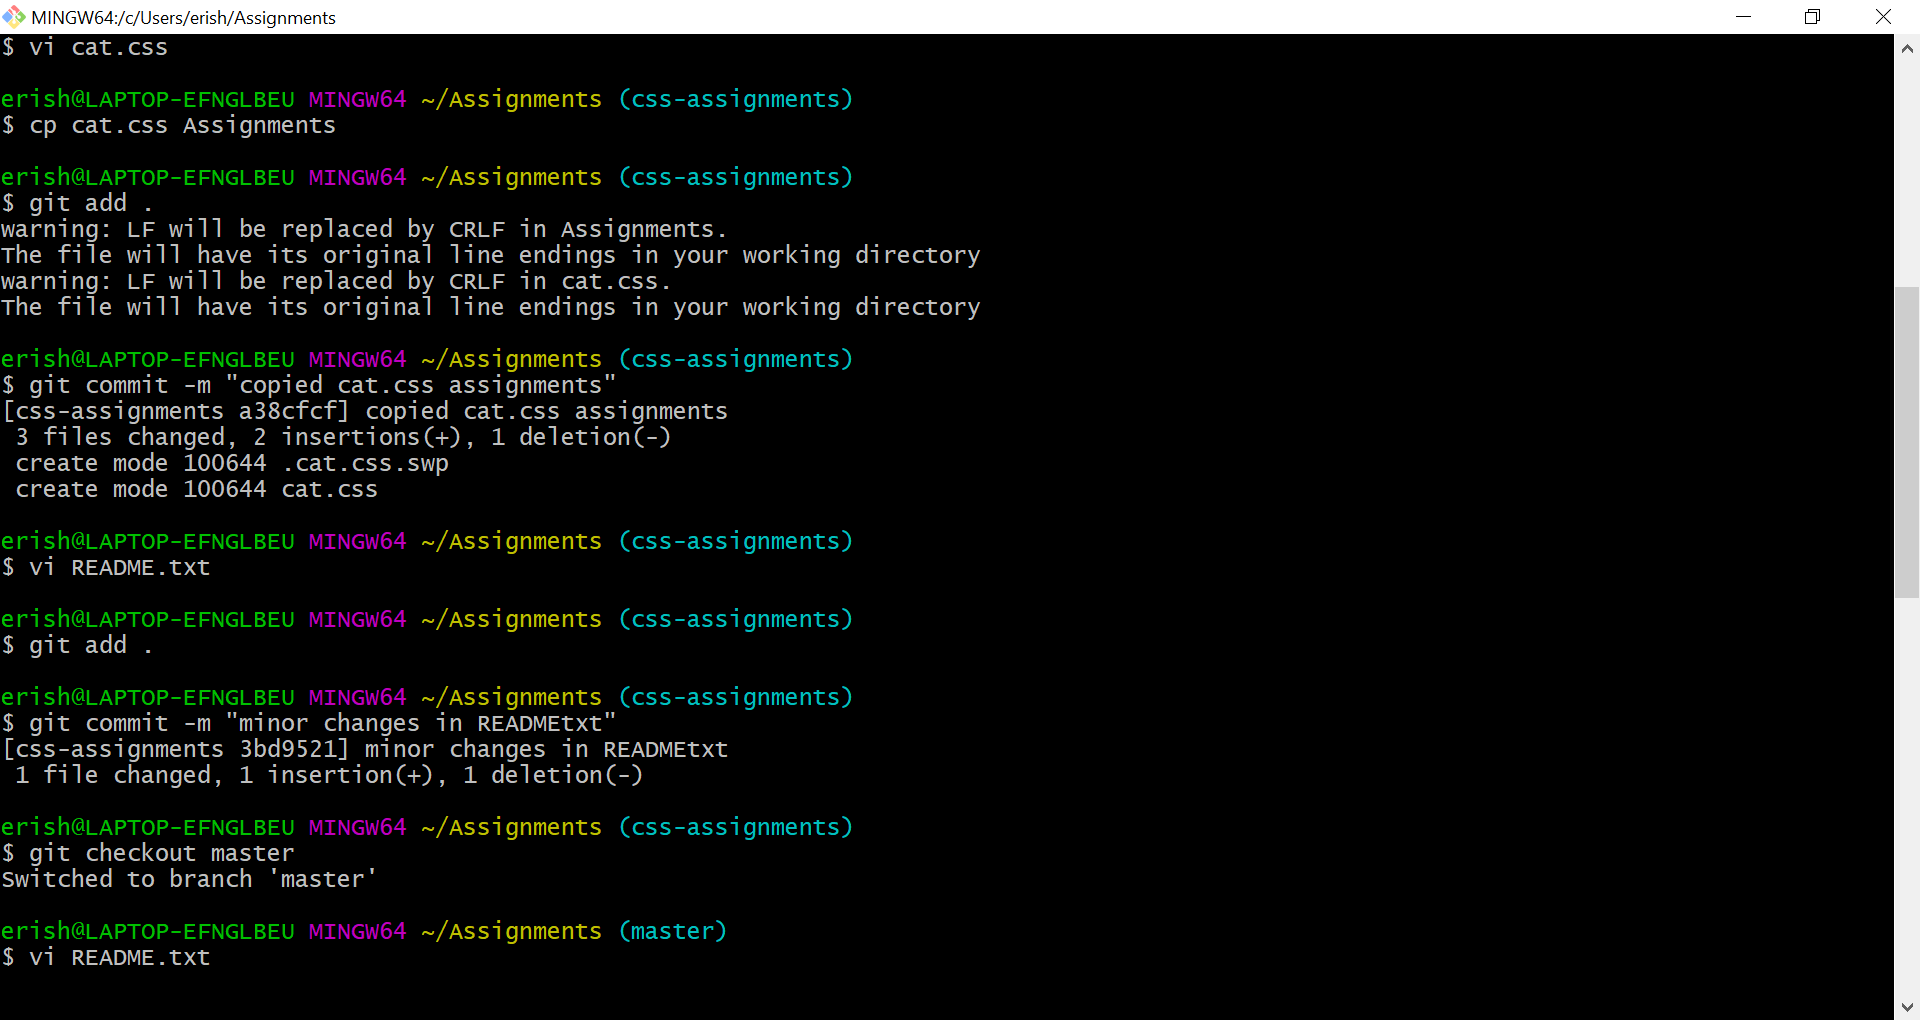 MINGW64:/c/Users/erish/Assignments
$ vi cat.css
erish@LAPTOP-EFNGLBEU MINGW64 ~/Assignments (css-assignments)
$ cp cat.css Assignments
erish@LAPTOP-EFNGLBEU MINGW64 ~/Assignments (css-assignments)
$ git add .
warning: LF will be replaced by CRLF in Assignments.
The file will have its original line endings in your working directory
warning: LF will be replaced by CRLF in cat.css.
The file will have its original line endings in your working directory
erish@LAPTOP-EFNGLBEU MINGW64 ~/Assignments (css-assignments)
$ git commit -m "copied cat.css assignments"
[css-assignments a38cfcf] copied cat.css assignments
 3 files changed, 2 insertions(+), 1 deletion(-)
 create mode 100644 .cat.css.swp
 create mode 100644 cat.css
erish@LAPTOP-EFNGLBEU MINGW64 ~/Assignments (css-assignments)
$ vi README.txt
erish@LAPTOP-EFNGLBEU MINGW64 ~/Assignments (css-assignments)
$ git add .
erish@LAPTOP-EFNGLBEU MINGW64 ~/Assignments (css-assignments)
$ git commit -m "minor changes in READMEtxt"
[css-assignments 3bd9521] minor changes in READMEtxt
 1 file changed, 1 insertion(+), 1 deletion(-)
erish@LAPTOP-EFNGLBEU MINGW64 ~/Assignments (css-assignments)
$ git checkout master
Switched to branch 'master'
erish@LAPTOP-EFNGLBEU MINGW64 ~/Assignments (master)
$ vi README.txt